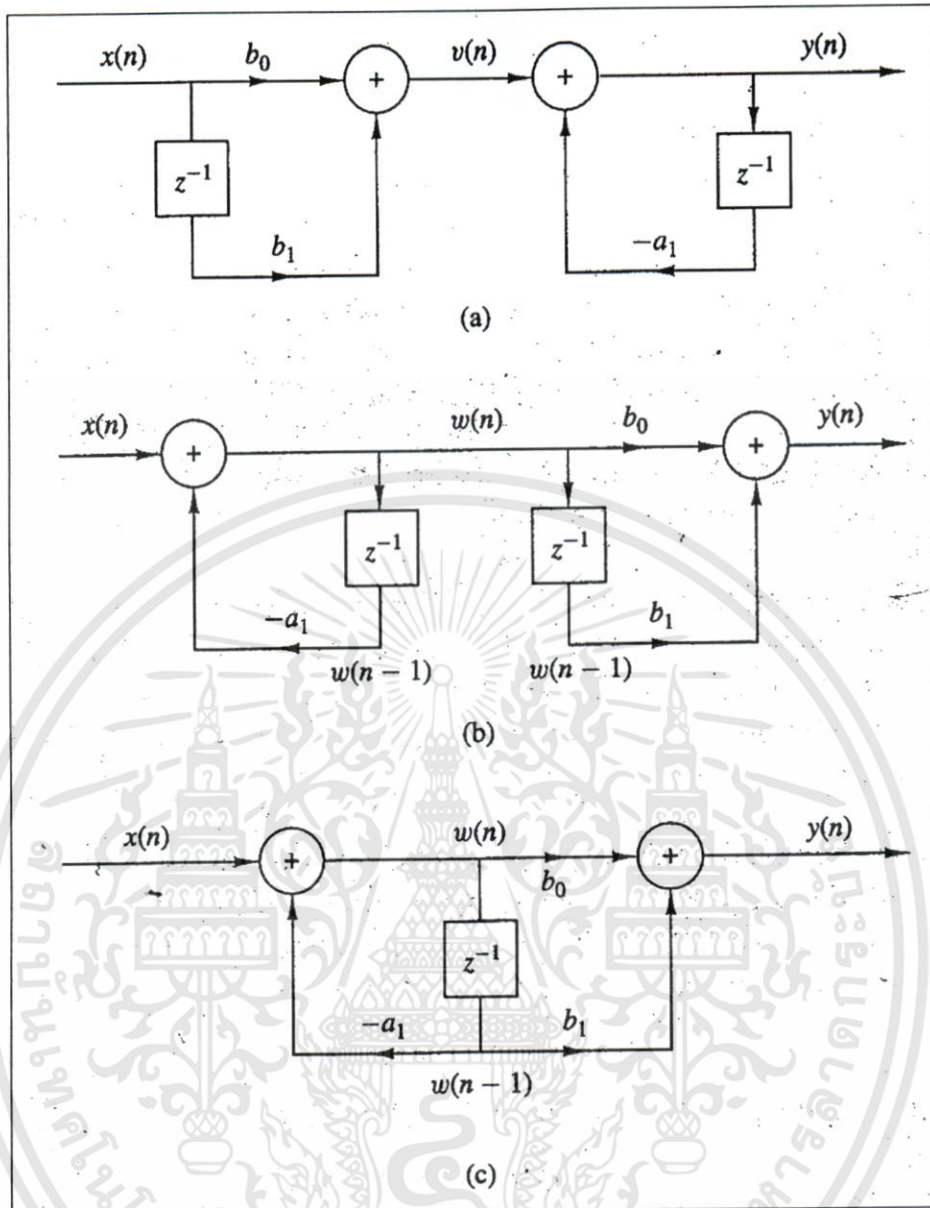 x(n) b₀ v(n) y(n)
z⁻¹ z⁻¹
b₁ −a₁
(a)
x(n) w(n) b₀ y(n)
z⁻¹ z⁻¹
−a₁ b₁
w(n − 1) w(n − 1)
(b)
x(n) w(n) y(n)
b₀
z⁻¹
−a₁ b₁
w(n − 1)
(c)